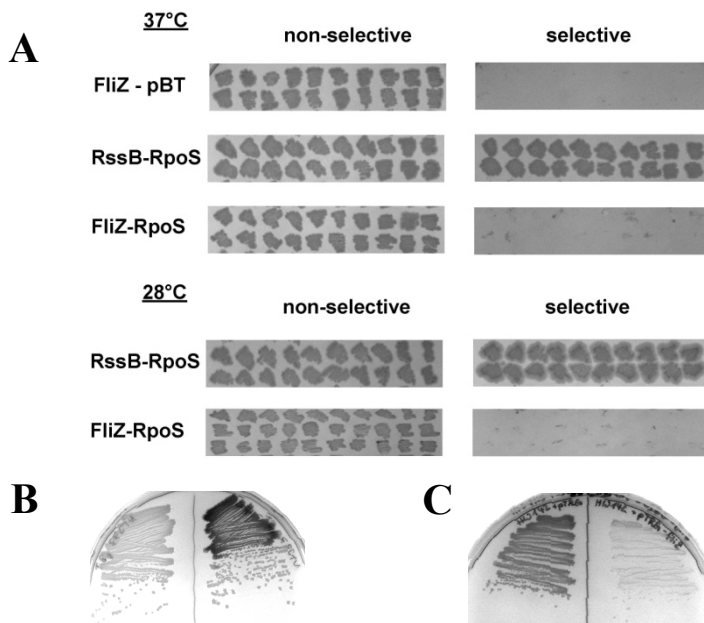 A
37°C
non-selective selective
FliZ - pBT
RssB-RpoS
FliZ-RpoS
28°C
non-selective selective
RssB-RpoS
FliZ-RpoS
B C